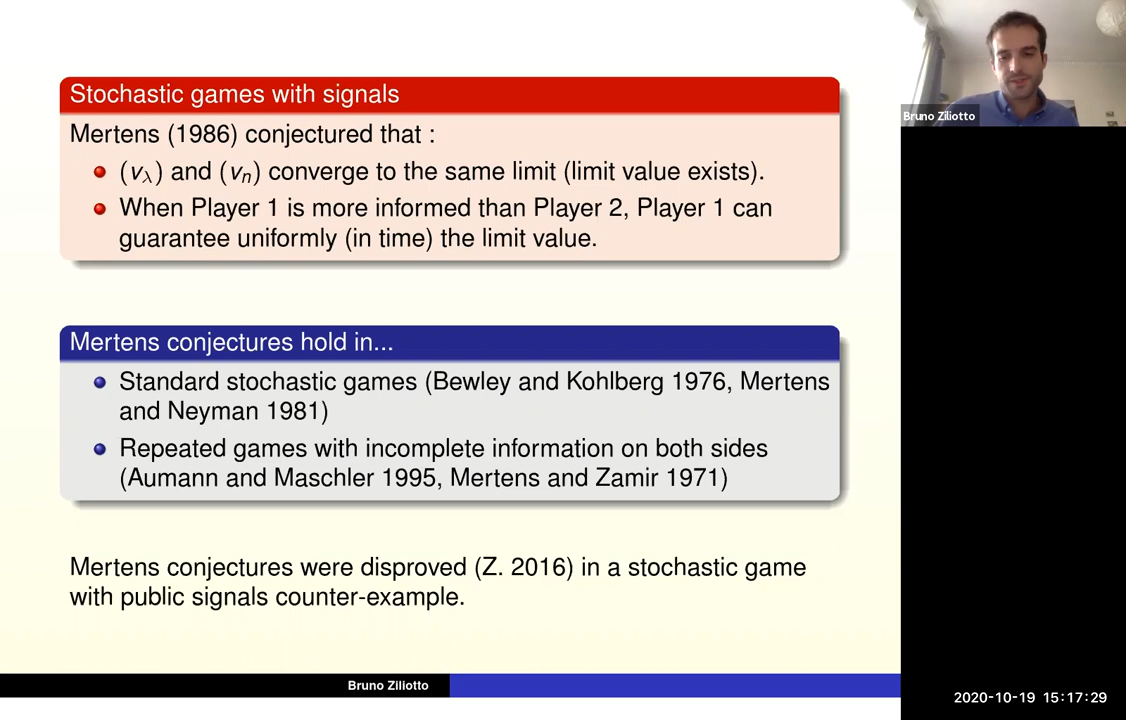 Stochastic games with signals
Mertens (1986) conjectured that :
(vλ) and (vn) converge to the same limit (limit value exists).
When Player 1 is more informed than Player 2, Player 1 can
guarantee uniformly (in time) the limit value.
Mertens conjectures hold in...
Standard stochastic games (Bewley and Kohlberg 1976, Mertens
and Neyman 1981)
Repeated games with incomplete information on both sides
(Aumann and Maschler 1995, Mertens and Zamir 1971)
Mertens conjectures were disproved (Z. 2016) in a stochastic game
with public signals counter-example.
Bruno Ziliotto
Bruno Ziliotto
2020-10-19 15:17:29